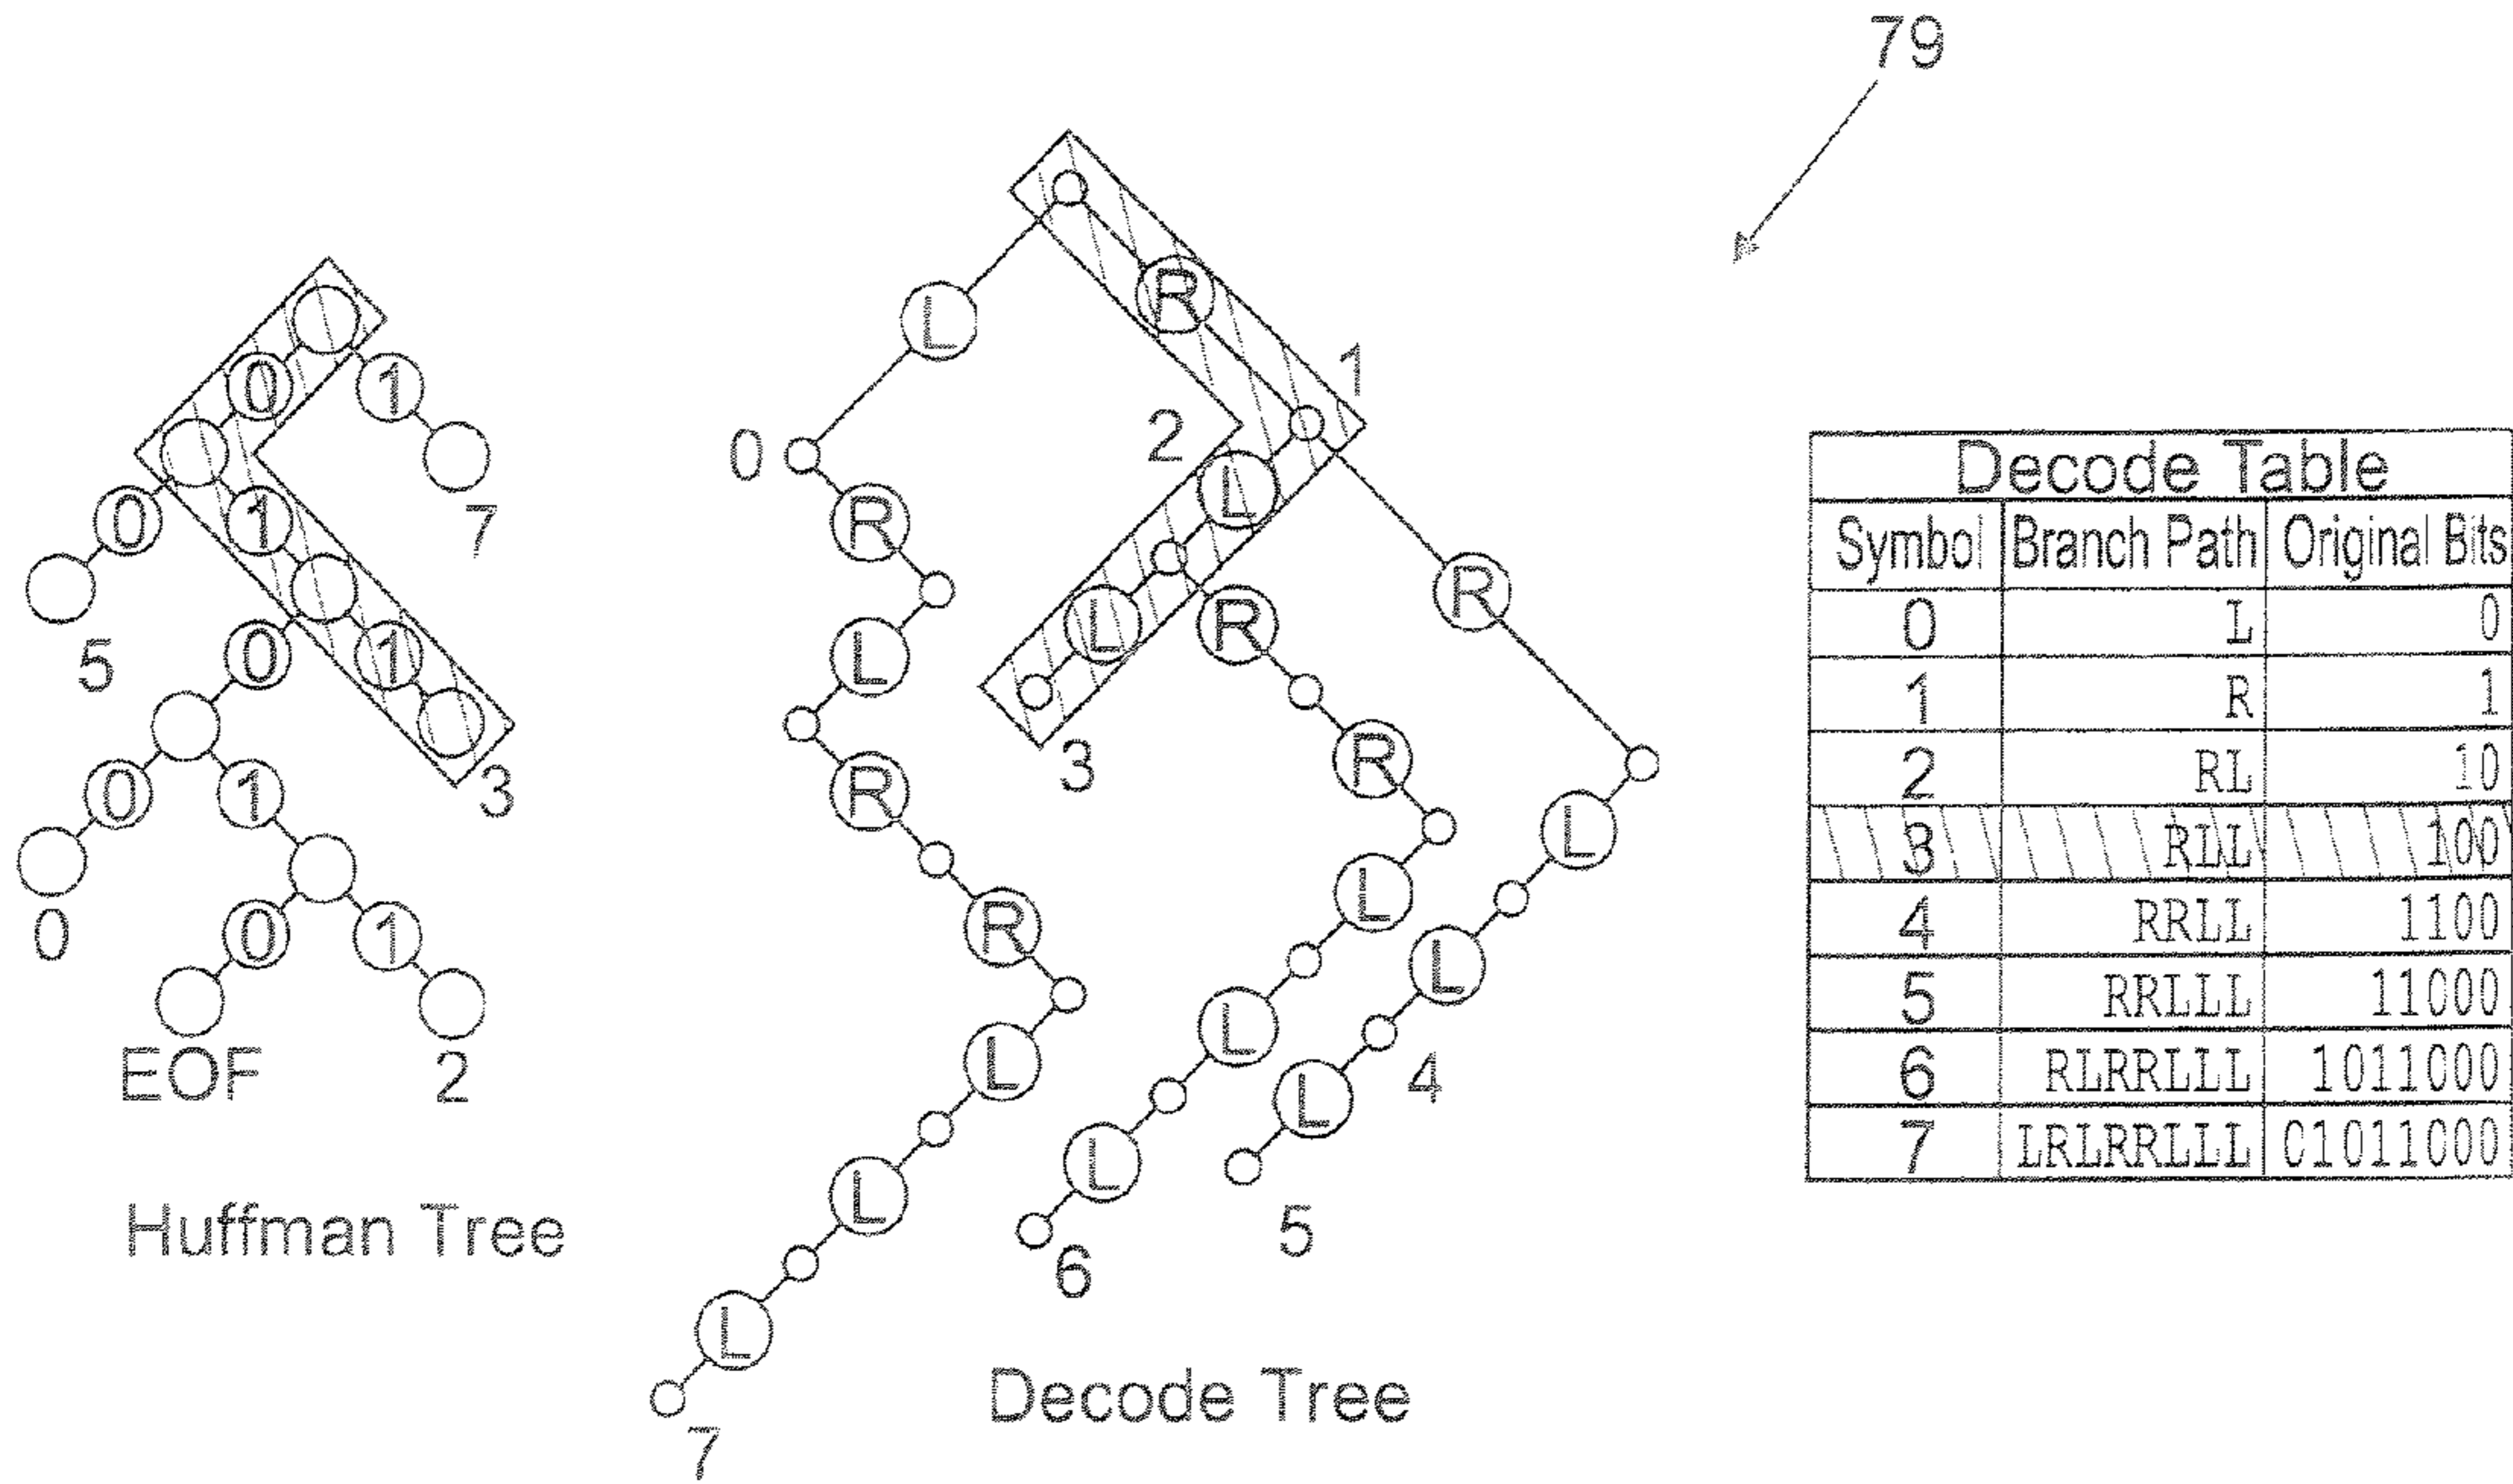 79
0 1
0 1 7
5 0 1
0 1 3
0 0 1
EOF 2
Huffman Tree
L R 1
0 2 L R
R L R
L 3 R L
R L L
R L 4
L L 5
L 6
L
7
Decode Tree
Decode Table
Symbol Branch Path Original Bits
0 L 0
1 R 1
2 RL 10
3 RLL 100
4 RRLL 1100
5 RRLLL 11000
6 RLRRLLL 1011000
7 LRLRRLLL 01011000